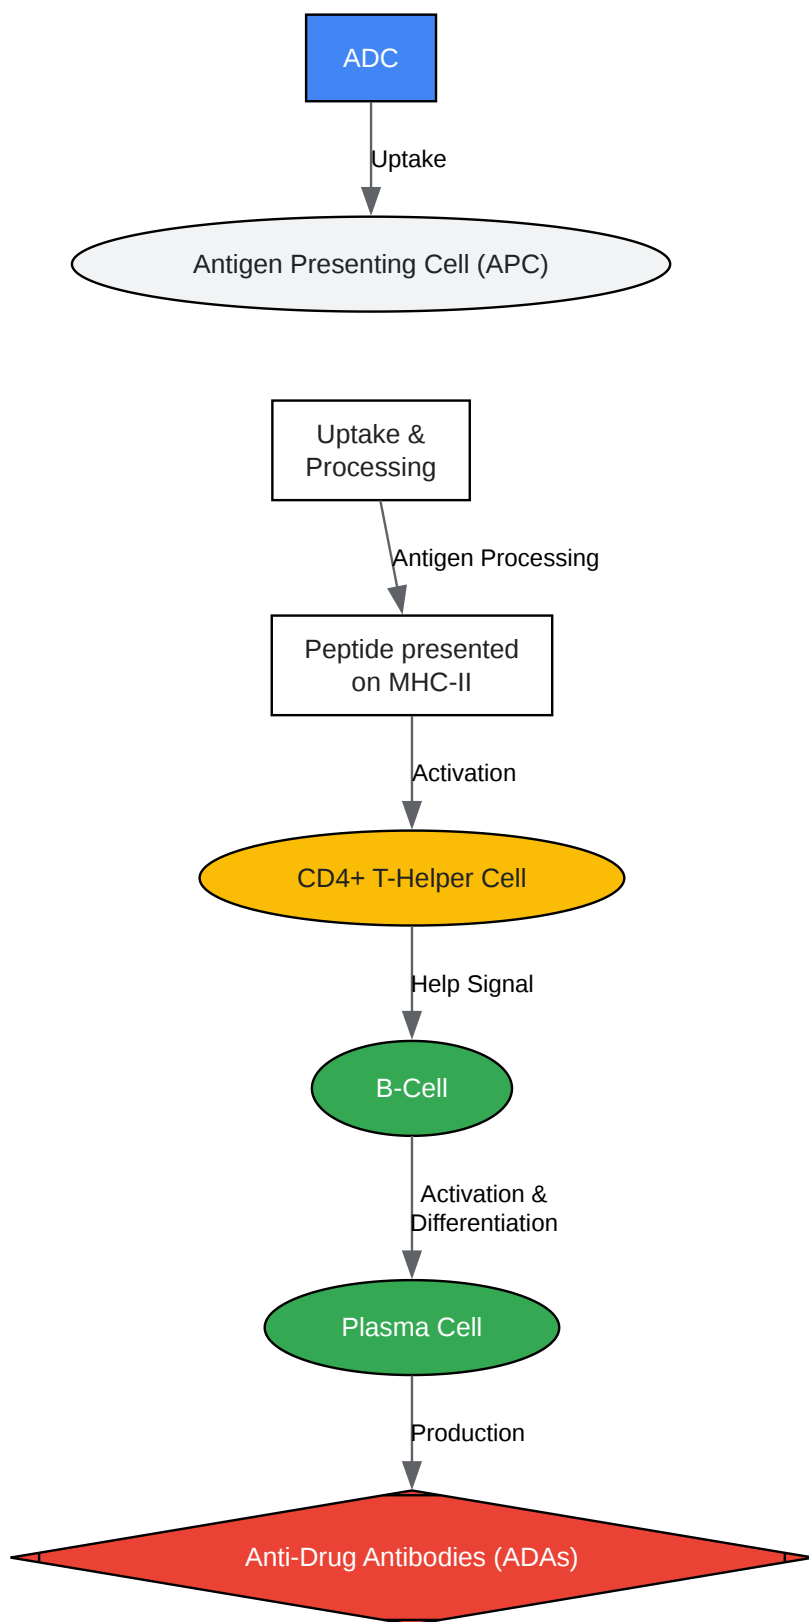 ADC
Uptake
Antigen Presenting Cell (APC)
Uptake &
Processing
Antigen Processing
Peptide presented
on MHC-II
Activation
CD4+ T-Helper Cell
Help Signal
B-Cell
Activation &
Differentiation
Plasma Cell
Production
Anti-Drug Antibodies (ADAs)